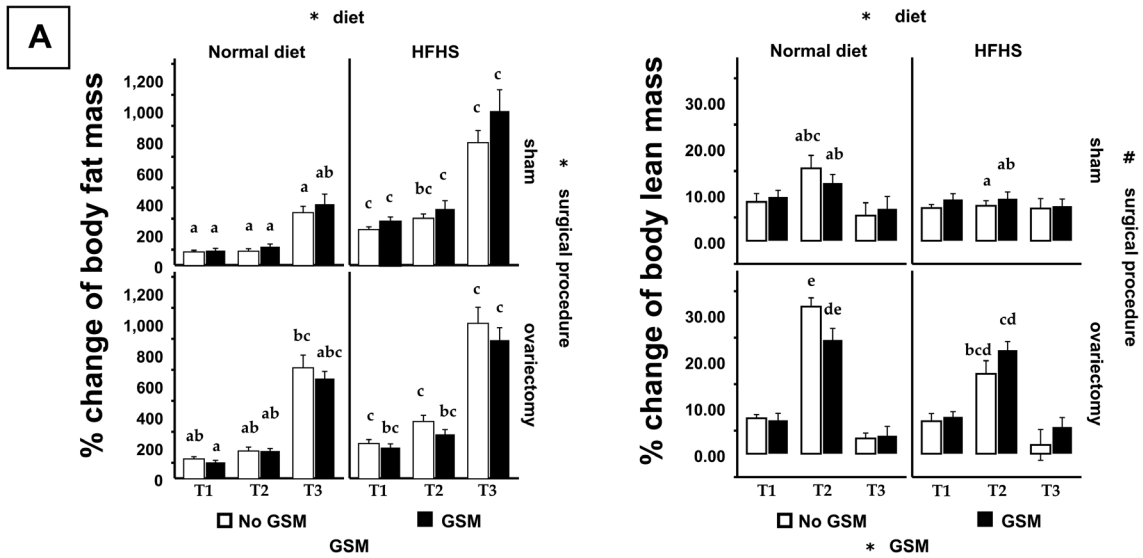 A
* diet
Normal diet
HFHS
% change of body fat mass
1,200
1,000
800
600
400
200
0
a a a a a ab
c c bc c c c
sham
1,200
1,000
800
600
400
200
0
ab a ab ab bc abc
c bc c bc c c
ovariectomy
* surgical procedure
T1 T2 T3
T1 T2 T3
No GSM
GSM
GSM
* diet
Normal diet
HFHS
% change of body lean mass
30.00
20.00
10.00
0.00
abc ab
a ab
sham
30.00
20.00
10.00
0.00
e de
bcd cd
ovariectomy
# surgical procedure
T1 T2 T3
T1 T2 T3
No GSM
GSM
* GSM